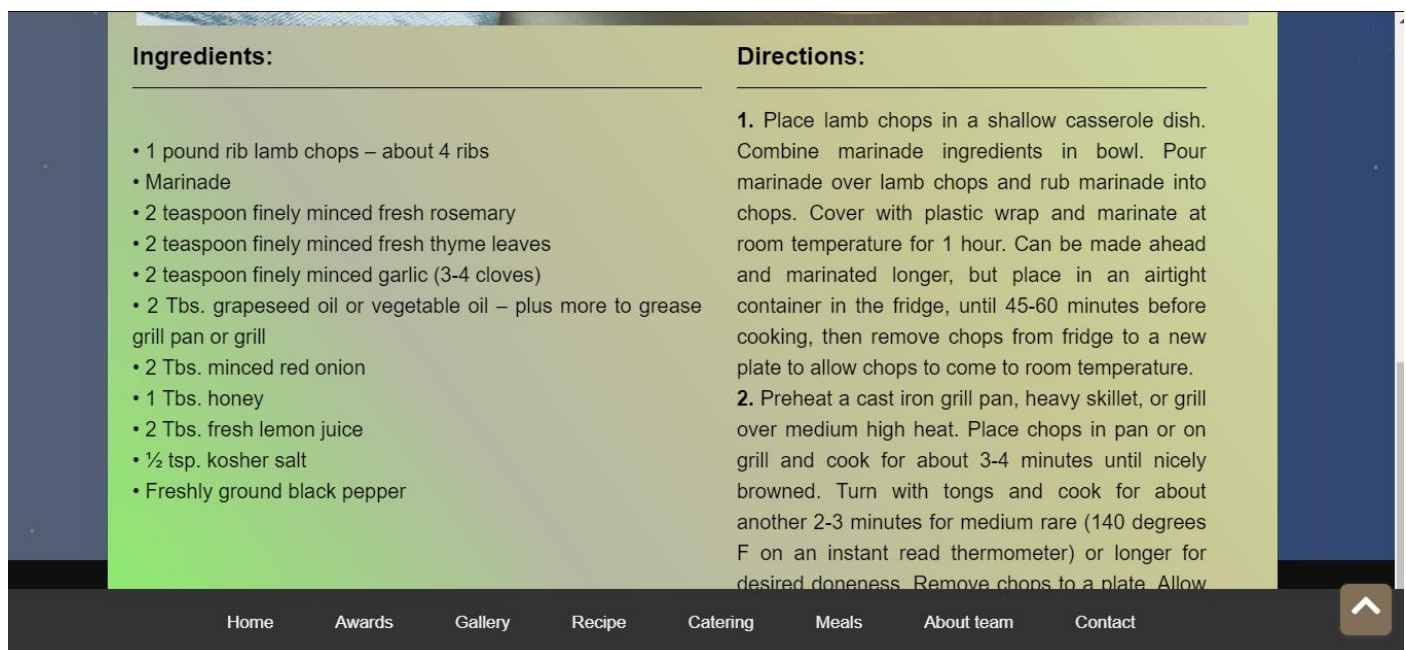 Ingredients:
• 1 pound rib lamb chops – about 4 ribs
• Marinade
• 2 teaspoon finely minced fresh rosemary
• 2 teaspoon finely minced fresh thyme leaves
• 2 teaspoon finely minced garlic (3-4 cloves)
• 2 Tbs. grapeseed oil or vegetable oil – plus more to grease
grill pan or grill
• 2 Tbs. minced red onion
• 1 Tbs. honey
• 2 Tbs. fresh lemon juice
• ½ tsp. kosher salt
• Freshly ground black pepper
Directions:
1. Place lamb chops in a shallow casserole dish.
Combine marinade ingredients in bowl. Pour
marinade over lamb chops and rub marinade into
chops. Cover with plastic wrap and marinate at
room temperature for 1 hour. Can be made ahead
and marinated longer, but place in an airtight
container in the fridge, until 45-60 minutes before
cooking, then remove chops from fridge to a new
plate to allow chops to come to room temperature.
2. Preheat a cast iron grill pan, heavy skillet, or grill
over medium high heat. Place chops in pan or on
grill and cook for about 3-4 minutes until nicely
browned. Turn with tongs and cook for about
another 2-3 minutes for medium rare (140 degrees
F on an instant read thermometer) or longer for
desired doneness. Remove chops to a plate. Allow
Home Awards Gallery Recipe Catering Meals About team Contact